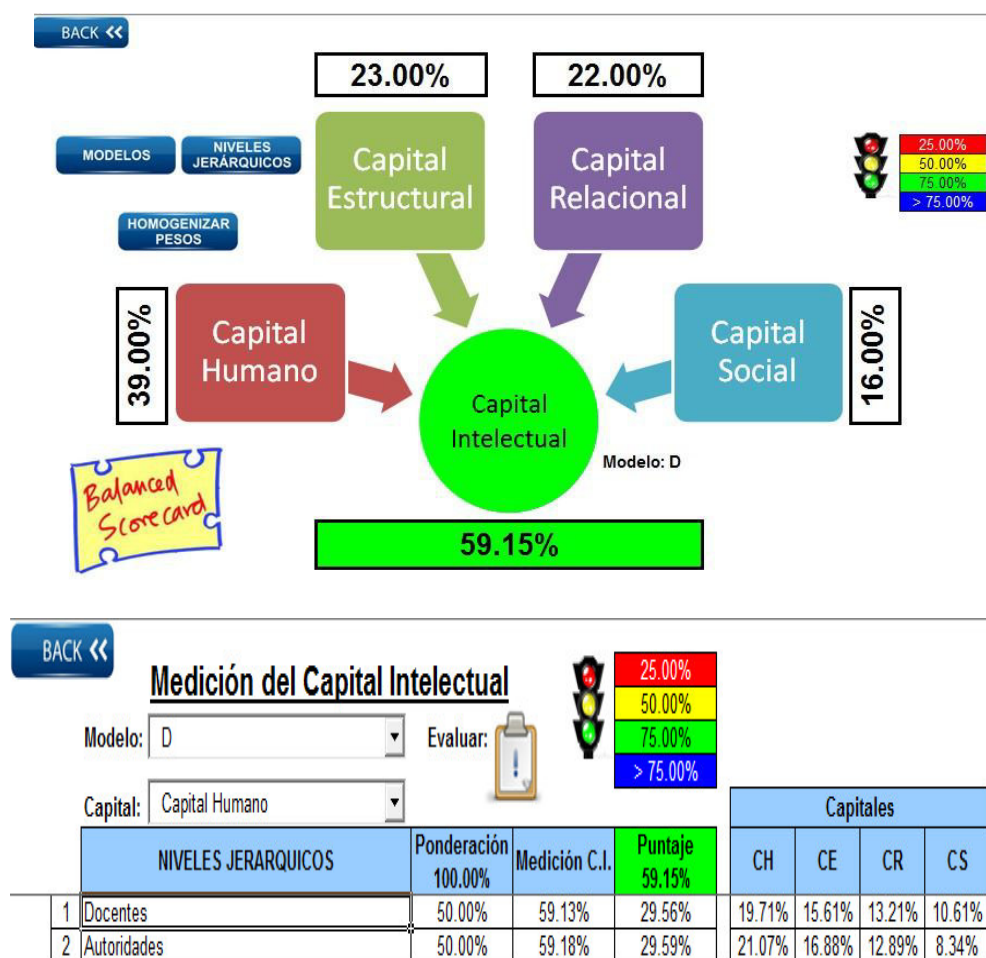 BACK <<
23.00%
22.00%
MODELOS
NIVELES
JERÁRQUICOS
HOMOGENIZAR
PESOS
Capital
Estructural
Capital
Relacional
25.00%
50.00%
75.00%
> 75.00%
39.00%
Capital
Humano
Capital
Social
16.00%
Capital
Intelectual
Modelo: D
Balanced
Scorecard
59.15%
BACK <<
Medición del Capital Intelectual
25.00%
50.00%
75.00%
> 75.00%
Modelo: D
Evaluar:
Capital: Capital Humano
Capitales
NIVELES JERARQUICOS Ponderación 100.00% Medición C.I. Puntaje 59.15% CH CE CR CS
1 Docentes 50.00% 59.13% 29.56% 19.71% 15.61% 13.21% 10.61%
2 Autoridades 50.00% 59.18% 29.59% 21.07% 16.88% 12.89% 8.34%